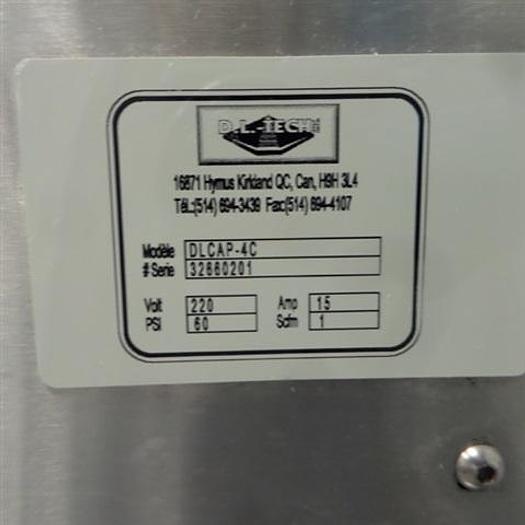 D.L.-TECH INC
16871 Hymus Kirkland QC, Can, H9H 3L4
TÉL:(514) 694-3439 Fax:(514) 694-4107
Modèle DLCAP-4C
# Serie 32660201
Volt 220 Amp 15
PSI 60 Scfm 1